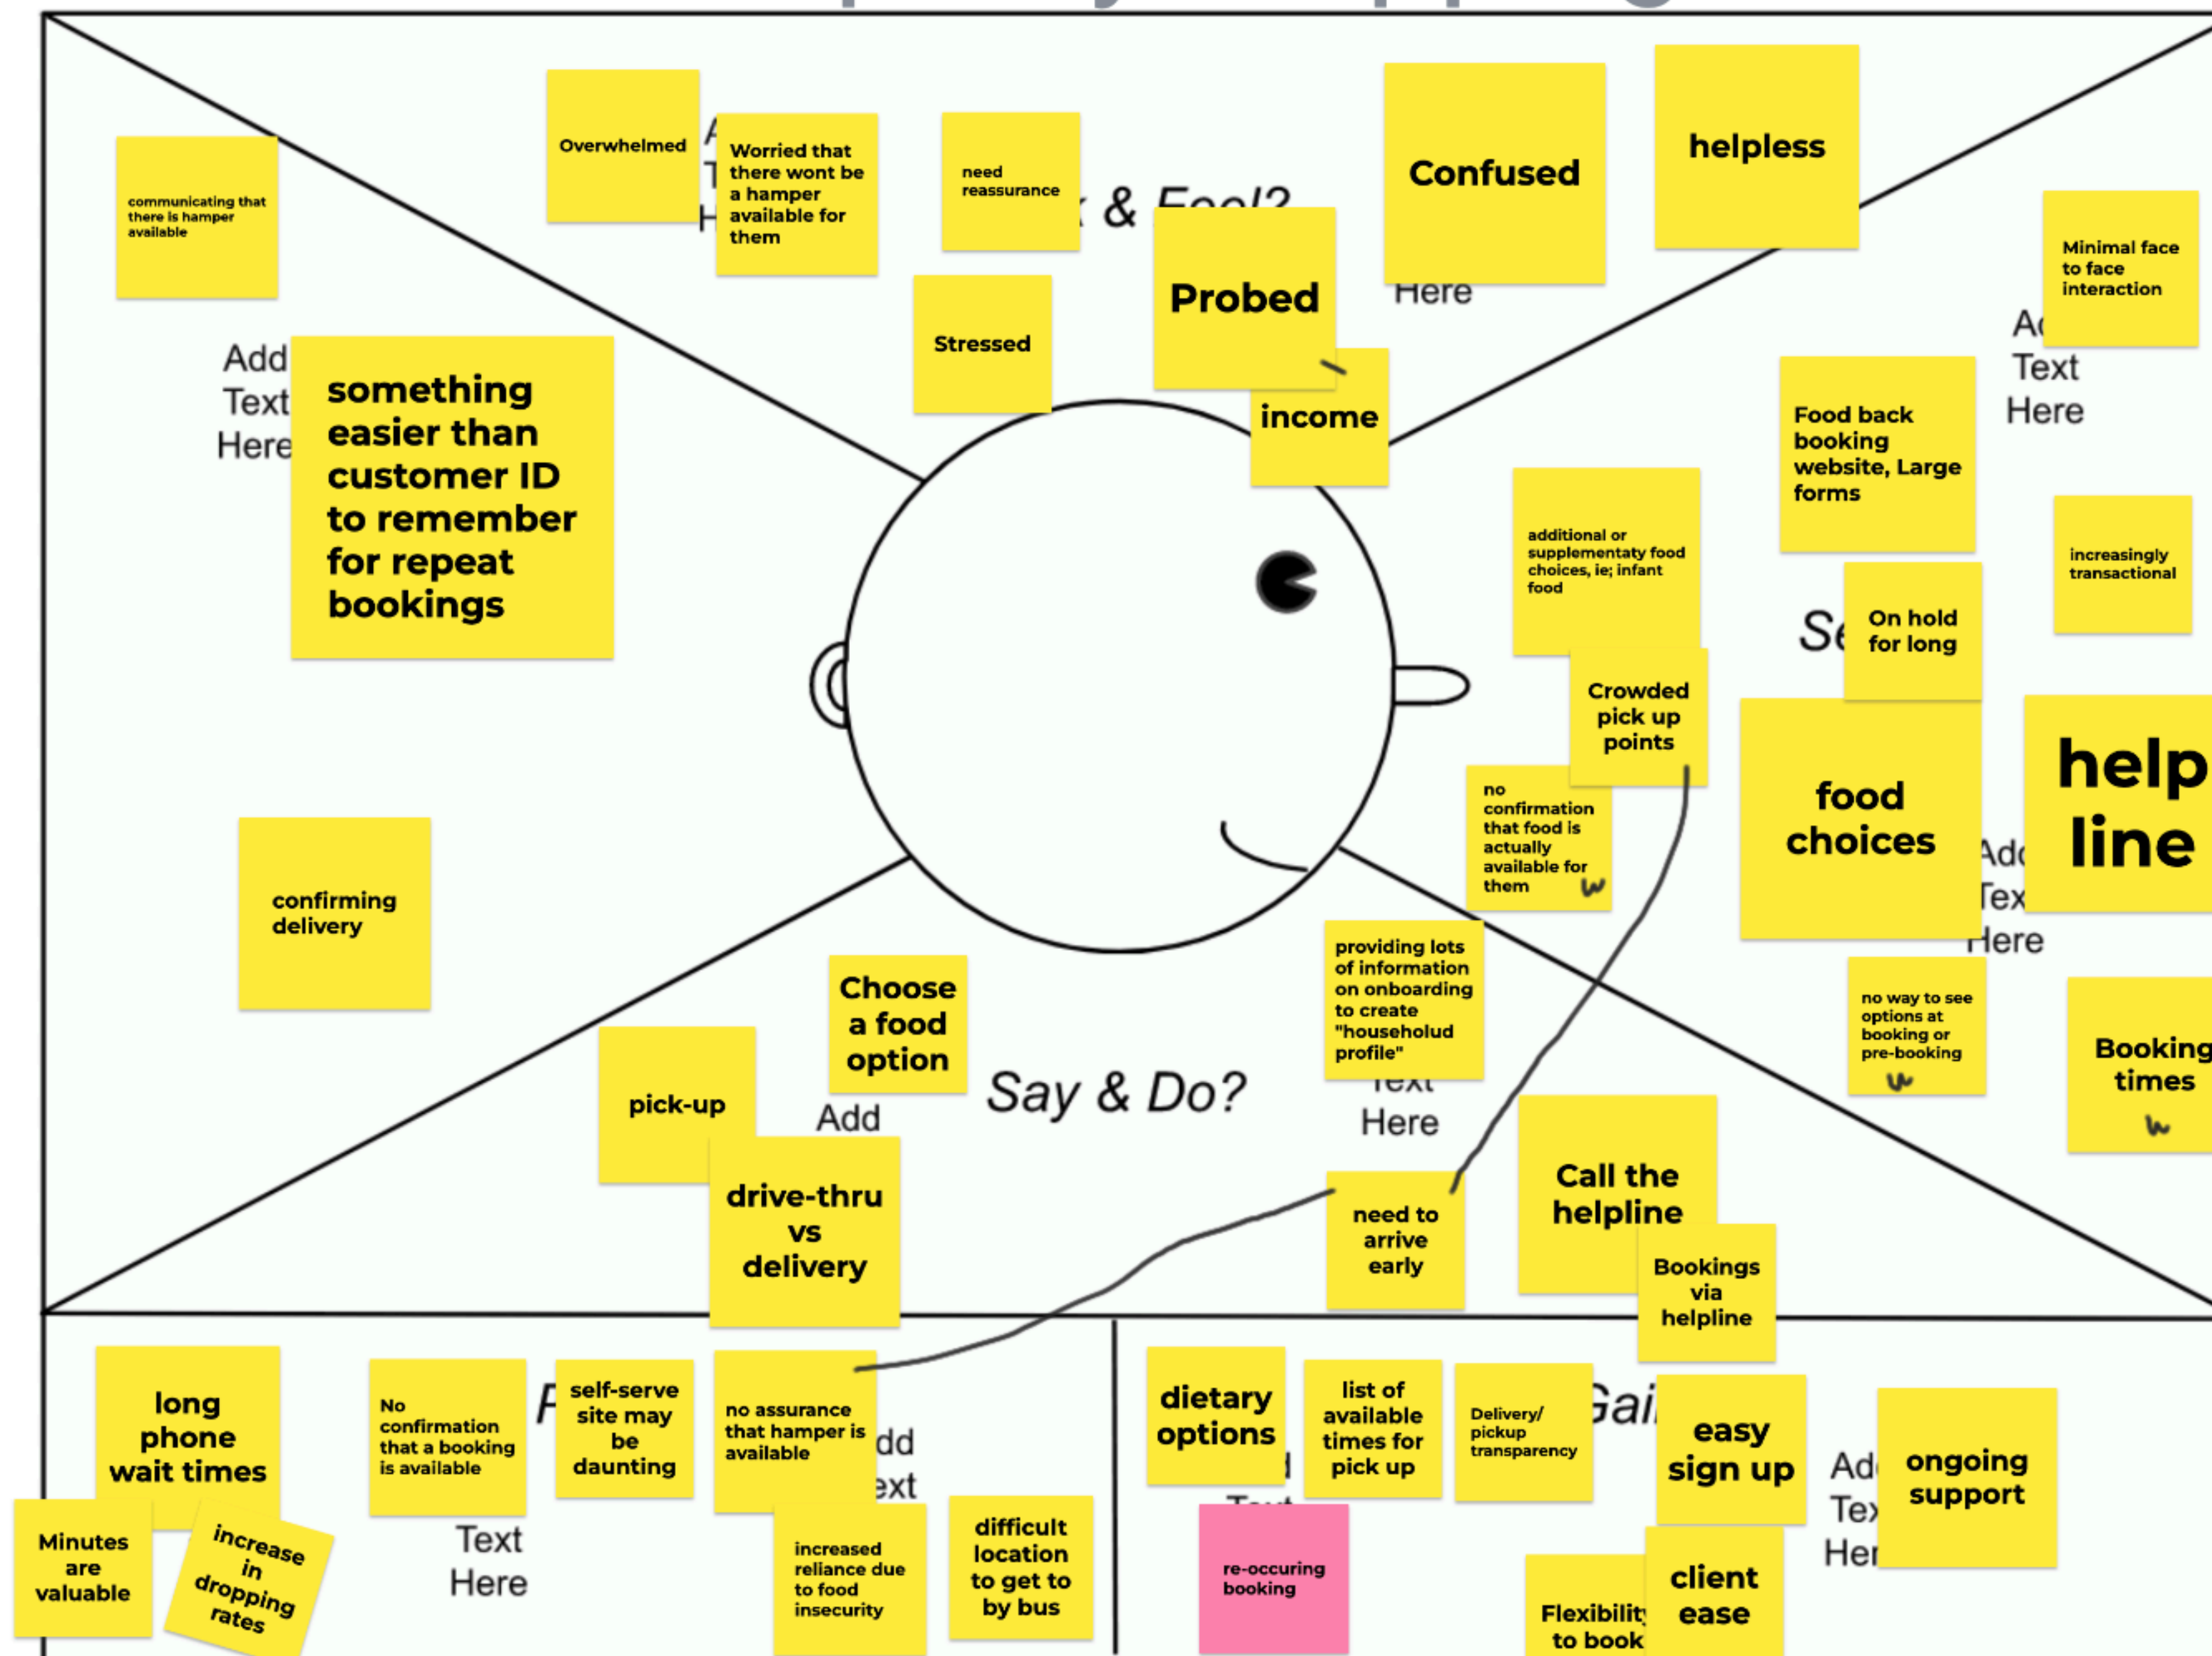 Overwhelmed
Worried that
there wont be
a hamper
available for
them
need
reassurance
& Feel?
Confused
helpless
Probed
Here
Stressed
income
communicating that
there is hamper
available
Add
Text
Here
something
easier than
customer ID
to remember
for repeat
bookings
confirming
delivery
Minimal face
to face
interaction
Text
Here
Food back
booking
website, Large
forms
additional or
supplementaty food
choices, ie; infant
food
increasingly
transactional
On hold
for long
Crowded
pick up
points
food
choices
help
line
no
confirmation
that food is
actually
available for
them
Here
no way to see
options at
booking or
pre-booking
Booking
times
Choose
a food
option
providing lots
of information
on onboarding
to create
"householud
profile"
Text
Here
Say & Do?
pick-up
Add
drive-thru
vs
delivery
need to
arrive
early
Call the
helpline
Bookings
via
helpline
long
phone
wait times
No
confirmation
that a booking
is available
self-serve
site may
be
daunting
no assurance
that hamper is
available
Text
Here
Minutes
are
valuable
increase
in
dropping
rates
increased
reliance due
to food
insecurity
difficult
location
to get to
by bus
dietary
options
list of
available
times for
pick up
Delivery/
pickup
transparency
easy
sign up
ongoing
support
re-occuring
booking
Flexibility
to book
client
ease